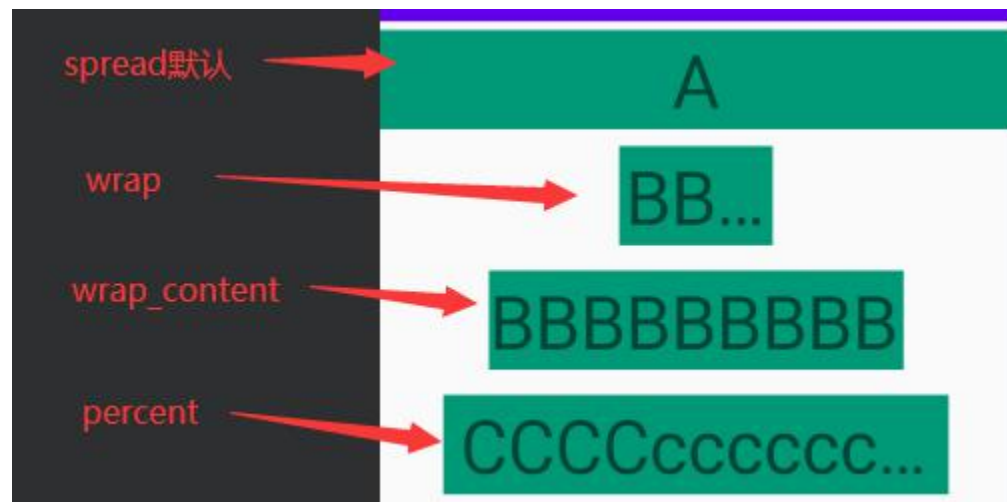 spread默认
A
wrap
BB...
wrap_content
BBBBBBBBB
percent
CCCCcccccc...